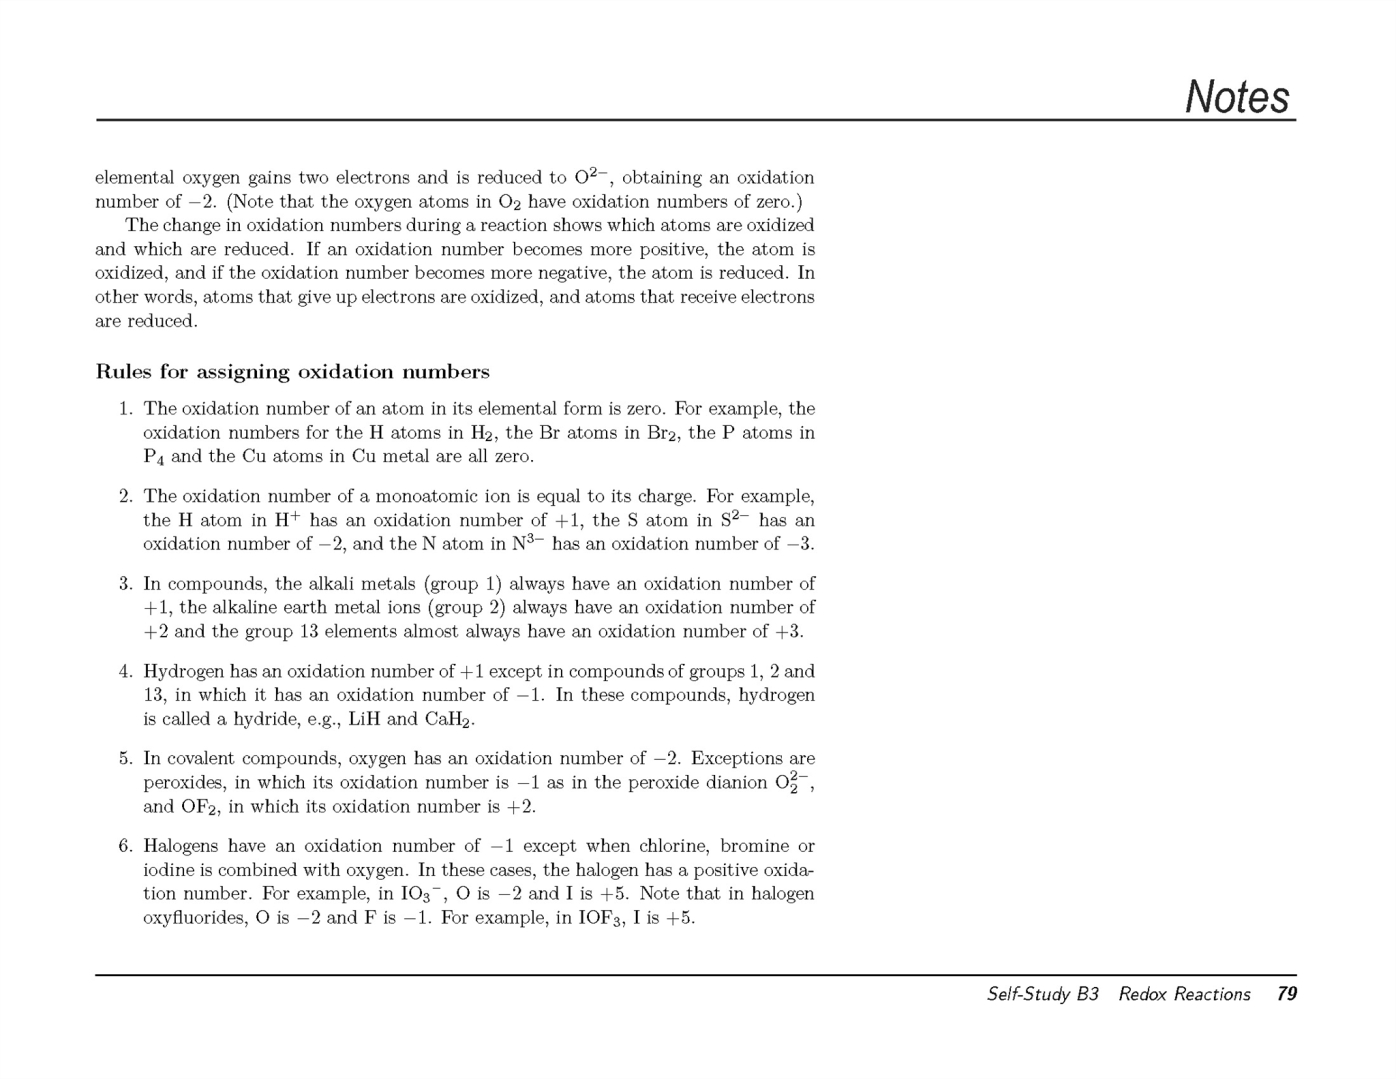 Notes
elemental oxygen gains two electrons and is reduced to O²⁻, obtaining an oxidation
number of −2. (Note that the oxygen atoms in O₂ have oxidation numbers of zero.)
The change in oxidation numbers during a reaction shows which atoms are oxidized
and which are reduced. If an oxidation number becomes more positive, the atom is
oxidized, and if the oxidation number becomes more negative, the atom is reduced. In
other words, atoms that give up electrons are oxidized, and atoms that receive electrons
are reduced.
Rules for assigning oxidation numbers
1. The oxidation number of an atom in its elemental form is zero. For example, the
oxidation numbers for the H atoms in H₂, the Br atoms in Br₂, the P atoms in
P₄ and the Cu atoms in Cu metal are all zero.
2. The oxidation number of a monoatomic ion is equal to its charge. For example,
the H atom in H⁺ has an oxidation number of +1, the S atom in S²⁻ has an
oxidation number of −2, and the N atom in N³⁻ has an oxidation number of −3.
3. In compounds, the alkali metals (group 1) always have an oxidation number of
+1, the alkaline earth metal ions (group 2) always have an oxidation number of
+2 and the group 13 elements almost always have an oxidation number of +3.
4. Hydrogen has an oxidation number of +1 except in compounds of groups 1, 2 and
13, in which it has an oxidation number of −1. In these compounds, hydrogen
is called a hydride, e.g., LiH and CaH₂.
5. In covalent compounds, oxygen has an oxidation number of −2. Exceptions are
peroxides, in which its oxidation number is −1 as in the peroxide dianion O₂²⁻,
and OF₂, in which its oxidation number is +2.
6. Halogens have an oxidation number of −1 except when chlorine, bromine or
iodine is combined with oxygen. In these cases, the halogen has a positive oxida-
tion number. For example, in IO₃⁻, O is −2 and I is +5. Note that in halogen
oxyfluorides, O is −2 and F is −1. For example, in IOF₃, I is +5.
Self-Study B3 Redox Reactions 79